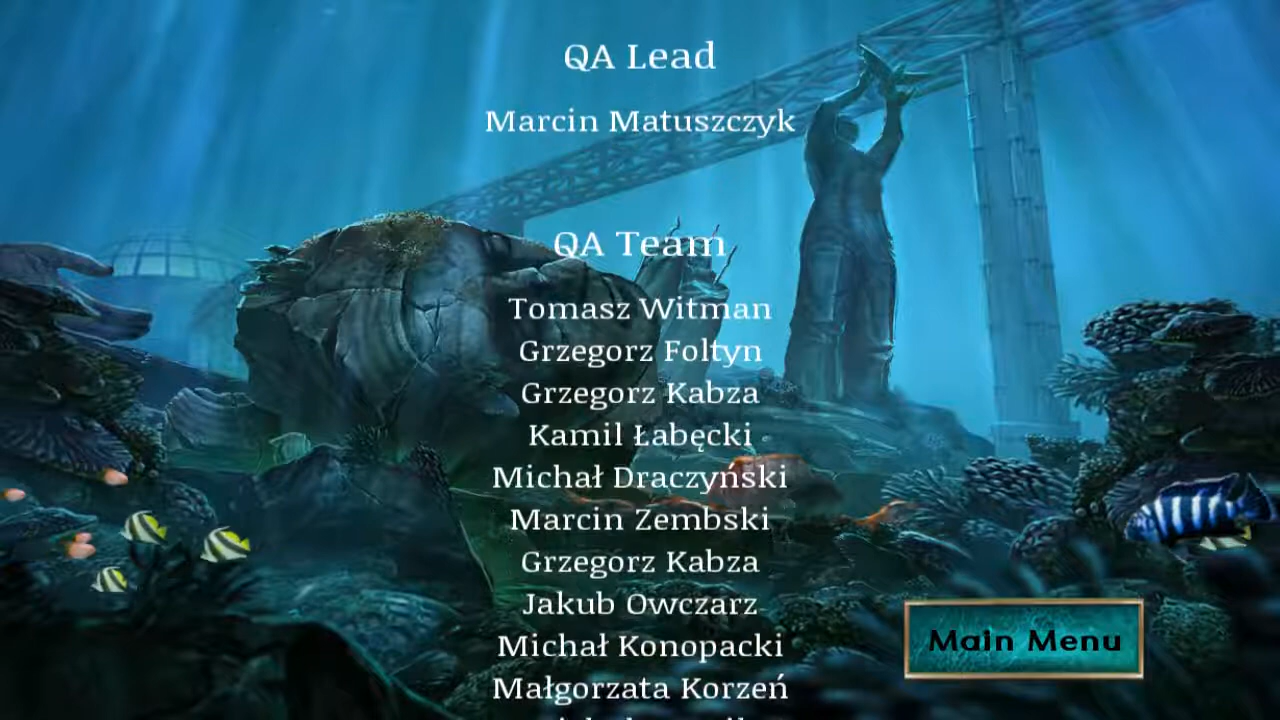 QA Lead
Marcin Matuszczyk
QA Team
Tomasz Witman
Grzegorz Foltyn
Grzegorz Kabza
Kamil Łabęcki
Michał Draczyński
Marcin Zembski
Grzegorz Kabza
Jakub Owczarz
Michał Konopacki
Małgorzata Korzeń
Main Menu